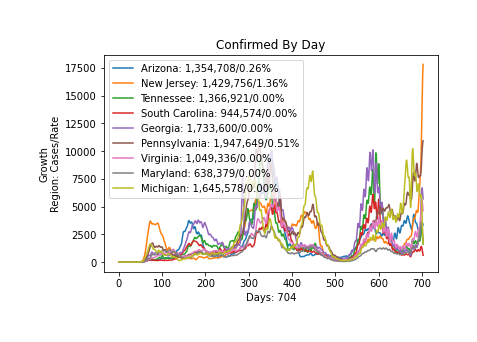 Confirmed By Day
Growth
Region: Cases/Rate
17500
15000
12500
10000
7500
5000
2500
0
Arizona: 1,354,708/0.26%
New Jersey: 1,429,756/1.36%
Tennessee: 1,366,921/0.00%
South Carolina: 944,574/0.00%
Georgia: 1,733,600/0.00%
Pennsylvania: 1,947,649/0.51%
Virginia: 1,049,336/0.00%
Maryland: 638,379/0.00%
Michigan: 1,645,578/0.00%
0 100 200 300 400 500 600 700
Days: 704